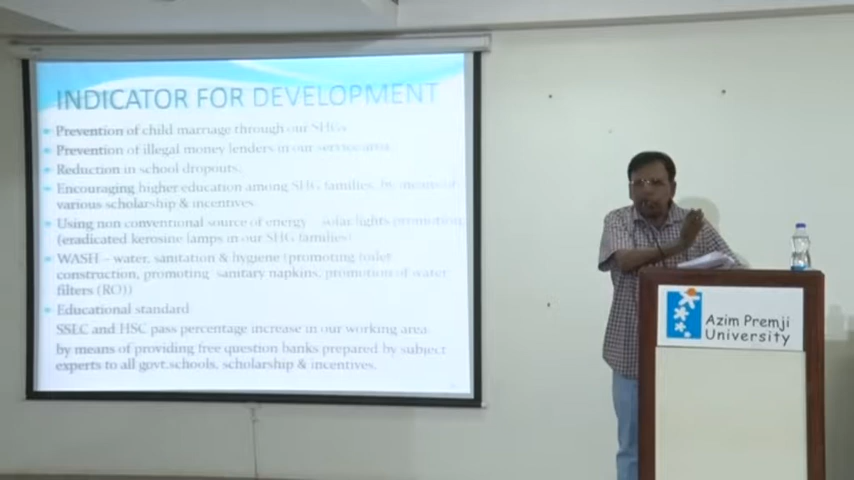 INDICATOR FOR DEVELOPMENT
Prevention of child marriage through our SHGs
Prevention of illegal money lenders in our service area
Reduction in school dropouts.
Encouraging higher education among SHG families, by means of
various scholarship & incentives.
Using non conventional source of energy – solar lights promotion
(eradicated kerosine lamps in our SHG families)
WASH – water, sanitation & hygiene (promoting toilet
construction, promoting sanitary napkins, promotion of water
filters (RO))
Educational standard
SSLC and HSC pass percentage increase in our working area
by means of providing free question banks prepared by subject
experts to all govt.schools, scholarship & incentives.
Azim Premji
University